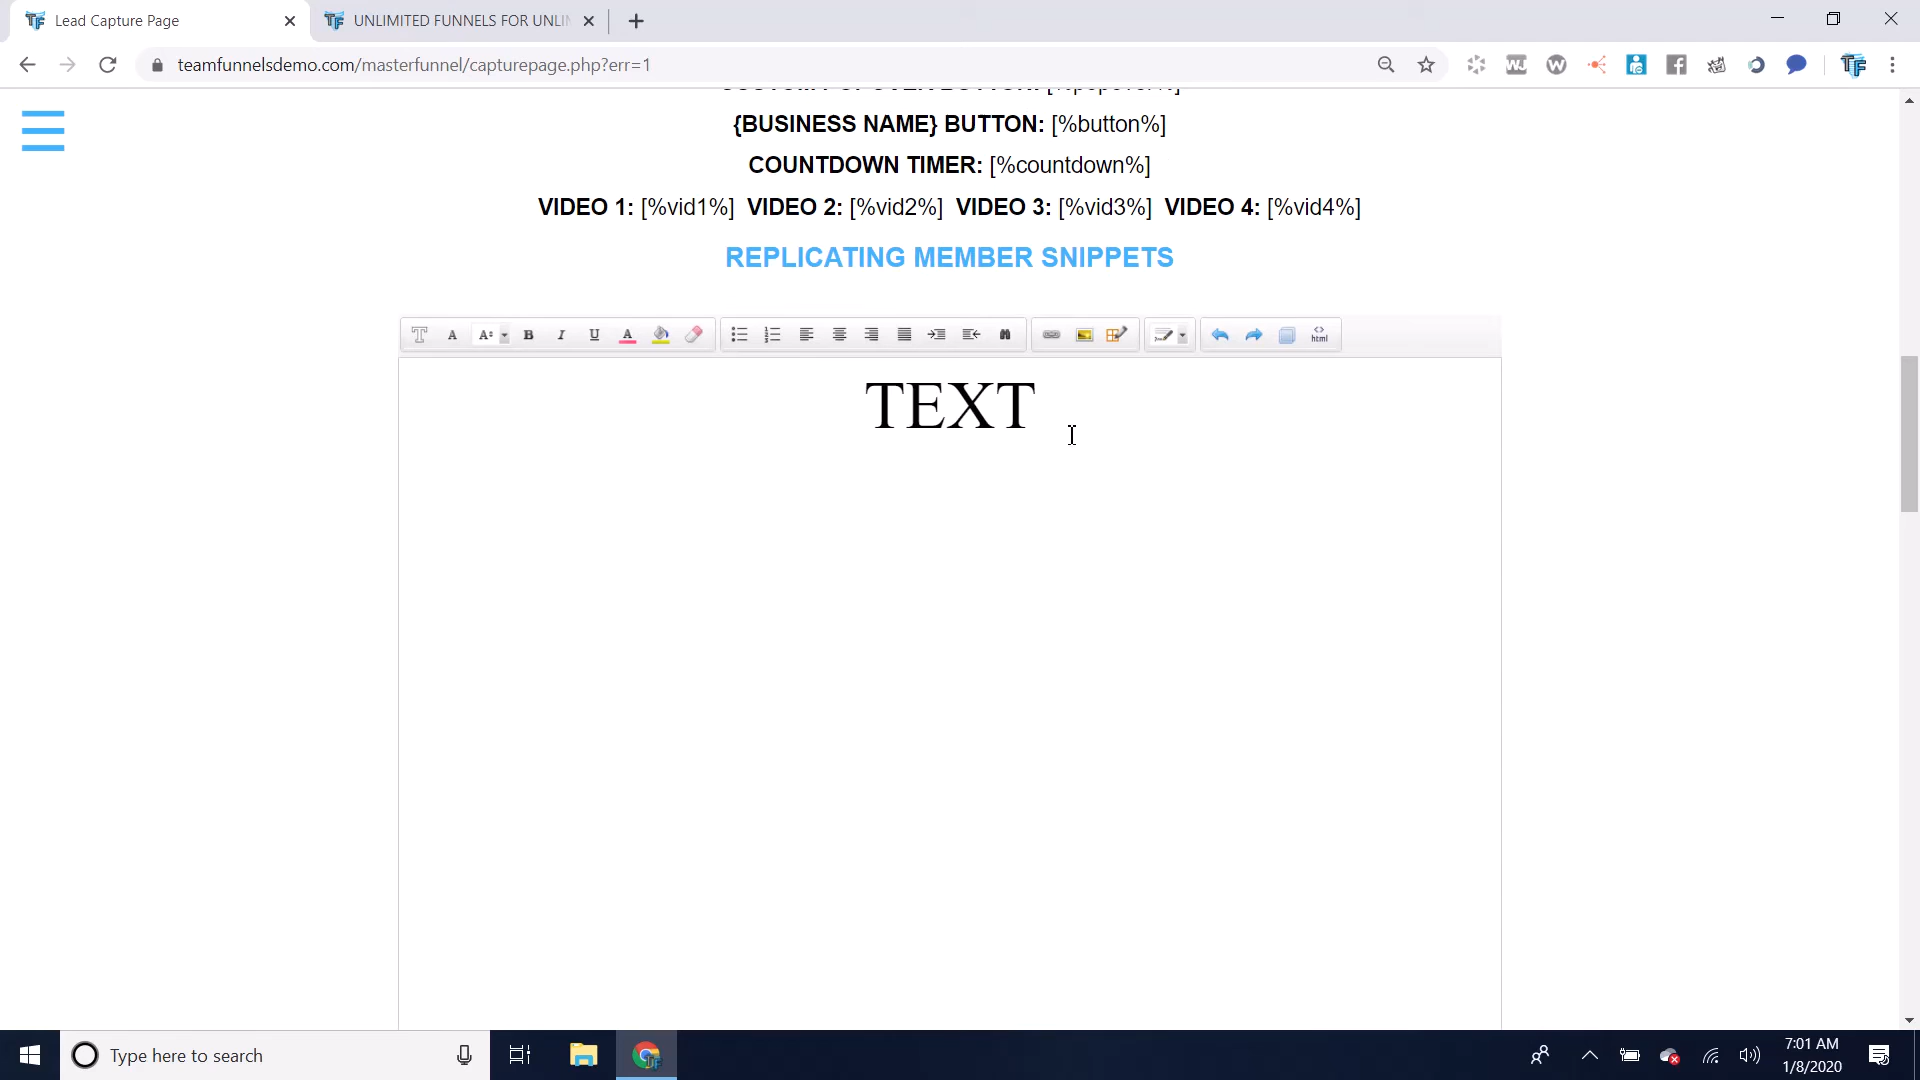 Lead Capture Page
UNLIMITED FUNNELS FOR UNLI
teamfunnelsdemo.com/masterfunnel/capturepage.php?err=1
{BUSINESS NAME} BUTTON: [%button%]
COUNTDOWN TIMER: [%countdown%]
VIDEO 1: [%vid1%] VIDEO 2: [%vid2%] VIDEO 3: [%vid3%] VIDEO 4: [%vid4%]
REPLICATING MEMBER SNIPPETS
html
TEXT
Type here to search
7:01 AM
1/8/2020